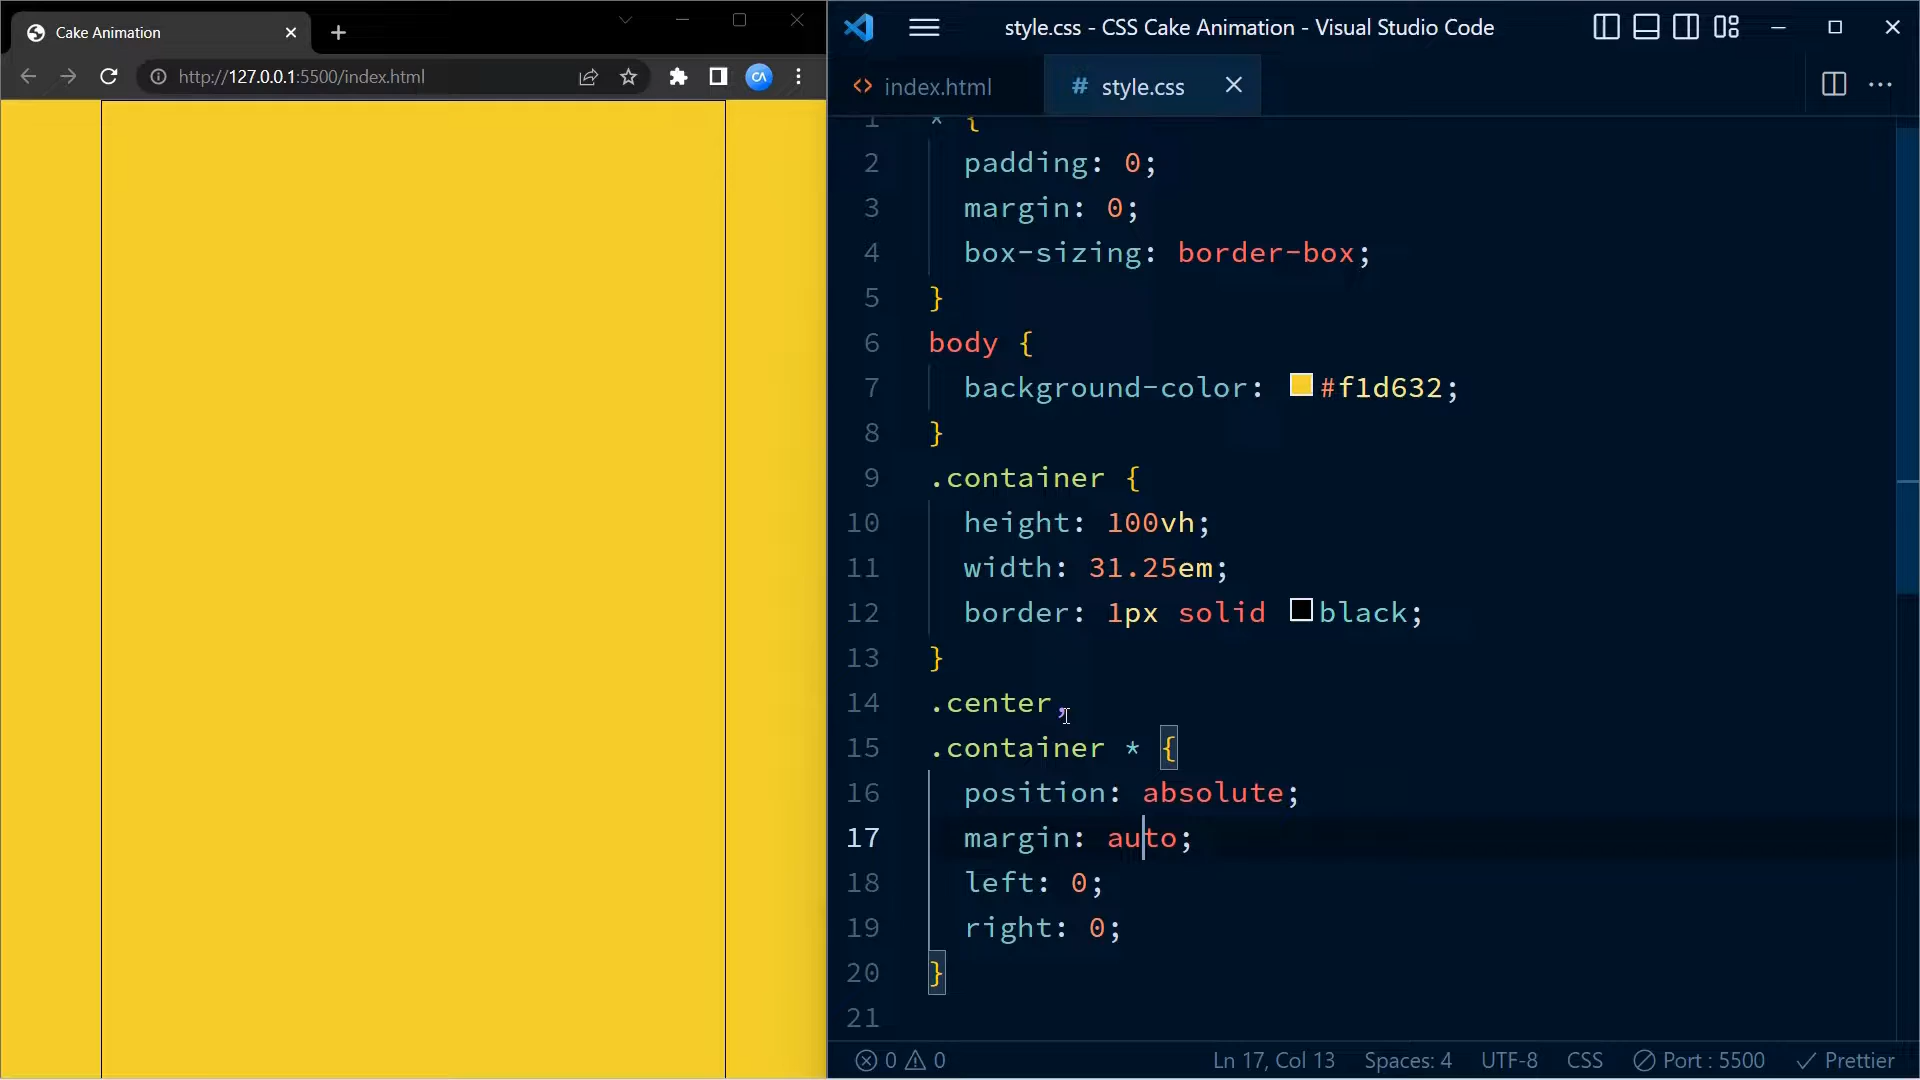 Cake Animation
http://127.0.0.1:5500/index.html
CA
style.css - CSS Cake Animation - Visual Studio Code
<> index.html
# style.css
1 * {
2 padding: 0;
3 margin: 0;
4 box-sizing: border-box;
5 }
6 body {
7 background-color: #f1d632;
8 }
9 .container {
10 height: 100vh;
11 width: 31.25em;
12 border: 1px solid black;
13 }
14 .center,
15 .container * {
16 position: absolute;
17 margin: auto;
18 left: 0;
19 right: 0;
20 }
21
0 0 Ln 17, Col 13 Spaces: 4 UTF-8 CSS Port : 5500 Prettier